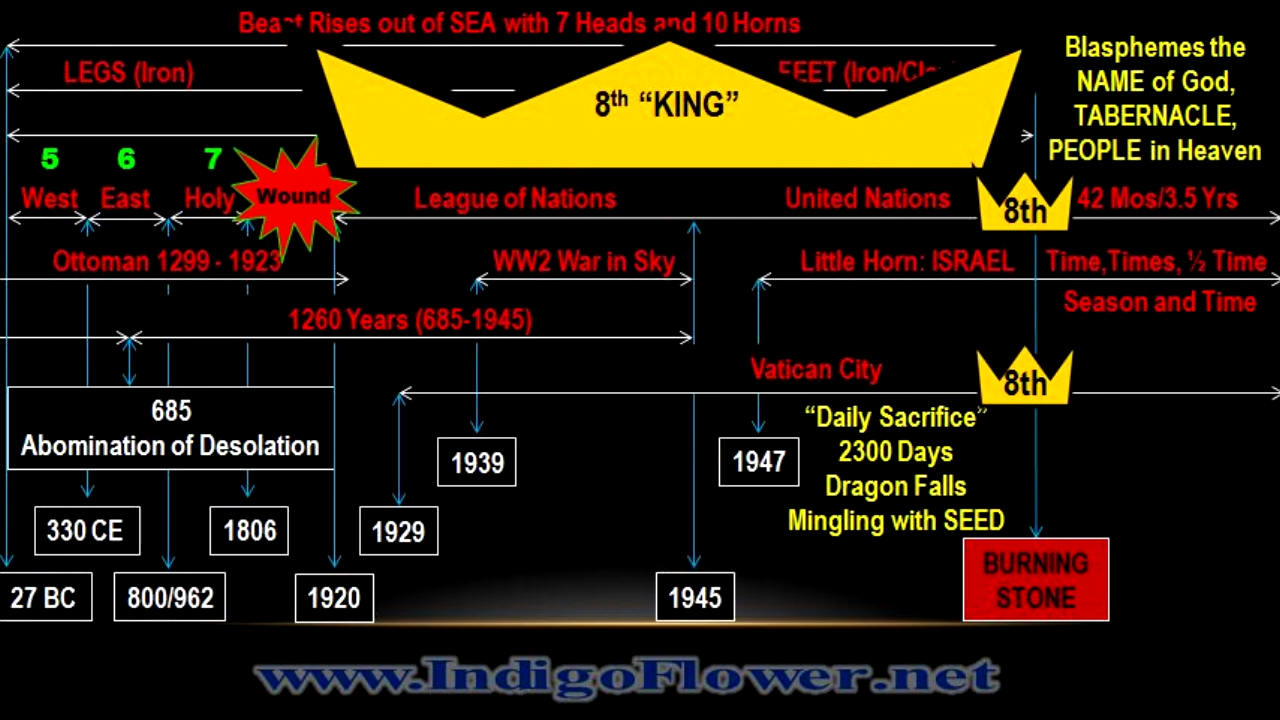 Beast Rises out of SEA with 7 Heads and 10 Horns
Blasphemes the
NAME of God,
TABERNACLE,
PEOPLE in Heaven
LEGS (Iron)
FEET (Iron/Clay
8th “KING”
5 6 7
West East Holy Wound League of Nations United Nations 8th 42 Mos/3.5 Yrs
Ottoman 1299 - 1923 WW2 War in Sky Little Horn: ISRAEL Time,Times, ½ Time
Season and Time
1260 Years (685-1945)
Vatican City 8th
685
Abomination of Desolation
“Daily Sacrifice”
2300 Days
Dragon Falls
Mingling with SEED
1939 1947
330 CE 1806 1929
BURNING
STONE
27 BC 800/962 1920 1945
www.IndigoFlower.net